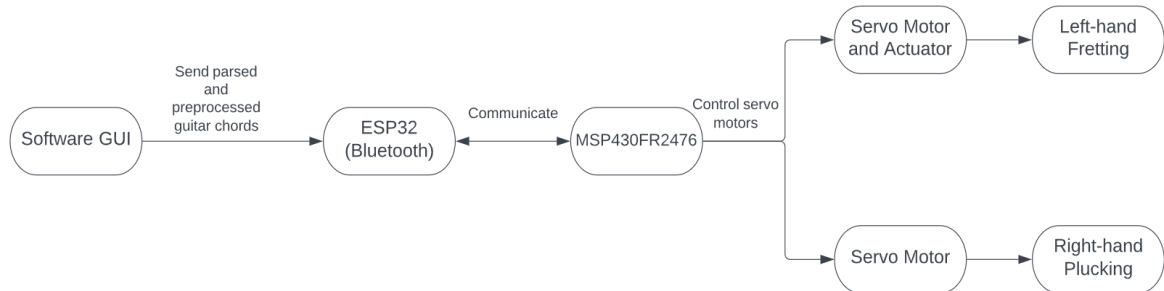 Software GUI
Send parsed
and
preprocessed
guitar chords
ESP32
(Bluetooth)
Communicate
MSP430FR2476
Control servo
motors
Servo Motor
and Actuator
Left-hand
Fretting
Servo Motor
Right-hand
Plucking